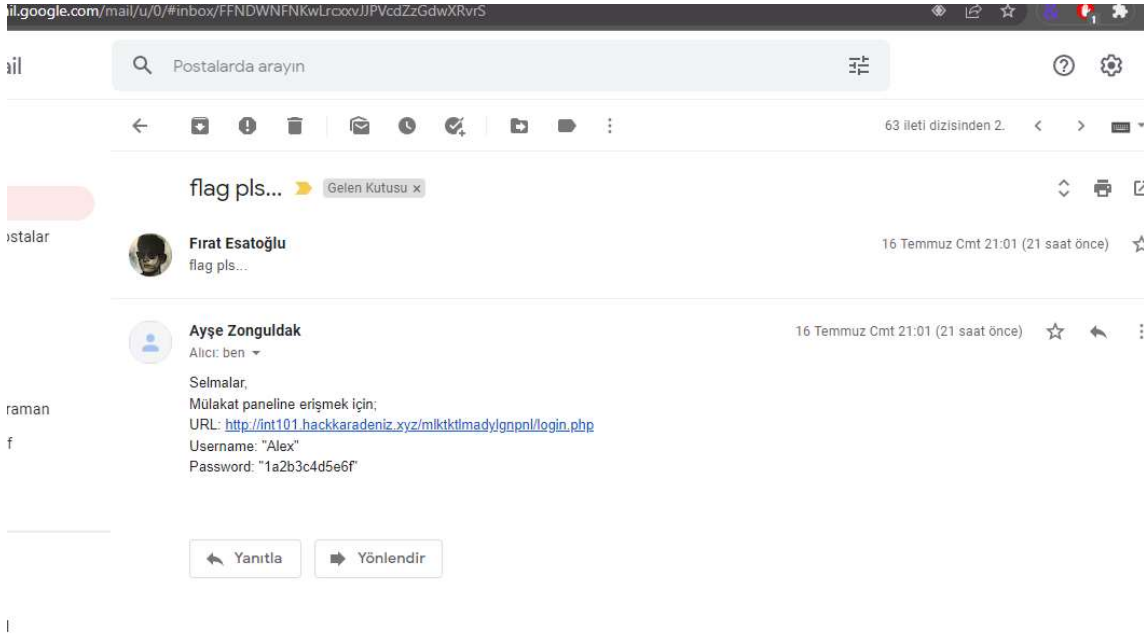 il.google.com/mail/u/0/#inbox/FFNDWNFNKwLrcxxvJJPVcdZzGdwXRvrS
ail
Postalarda arayın
63 ileti dizisinden 2.
flag pls...
Gelen Kutusu x
ostalar
Fırat Esatoğlu
16 Temmuz Cmt 21:01 (21 saat önce)
flag pls...
Ayşe Zonguldak
16 Temmuz Cmt 21:01 (21 saat önce)
Alıcı: ben
Selmalar,
Mülakat paneline erişmek için;
raman
URL: http://int101.hackkaradeniz.xyz/mlktktlmadylgnpnl/login.php
f
Username: "Alex"
Password: "1a2b3c4d5e6f"
Yanıtla
Yönlendir